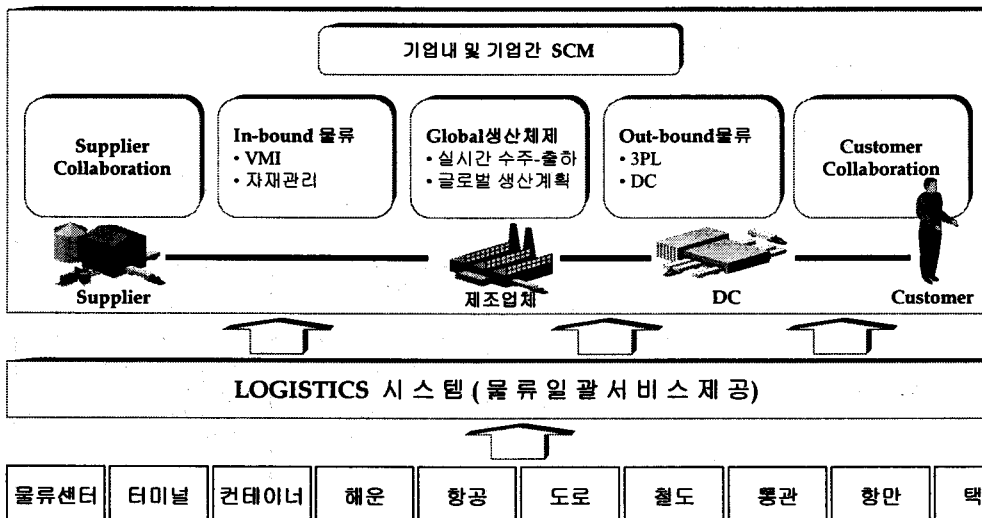 기업내 및 기업간 SCM
Supplier
Collaboration
In-bound 물류
• VMI
• 자재관리
Global생산체제
• 실시간 수주-출하
• 글로벌 생산계획
Out-bound물류
• 3PL
• DC
Customer
Collaboration
Supplier
제조업체
DC
Customer
LOGISTICS 시스템 (물류일괄서비스제공)
물류센터
터미널
컨테이너
해운
항공
도로
철도
통관
항만
택